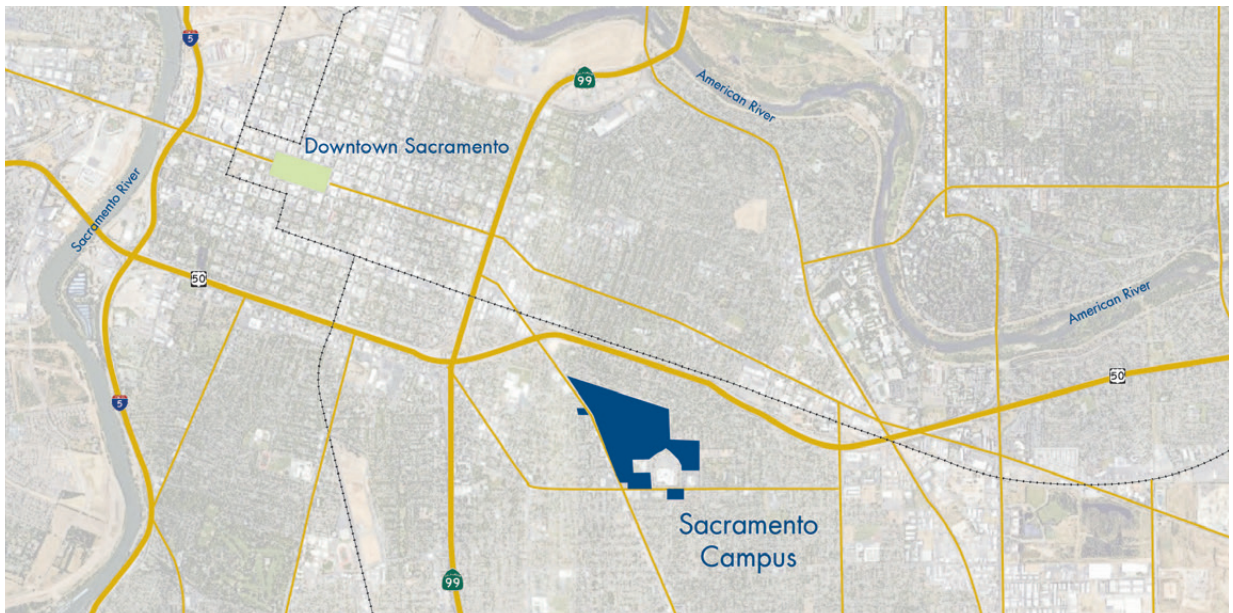 5
99
American River
Downtown Sacramento
Sacramento River
50
American River
50
5
Sacramento
Campus
99